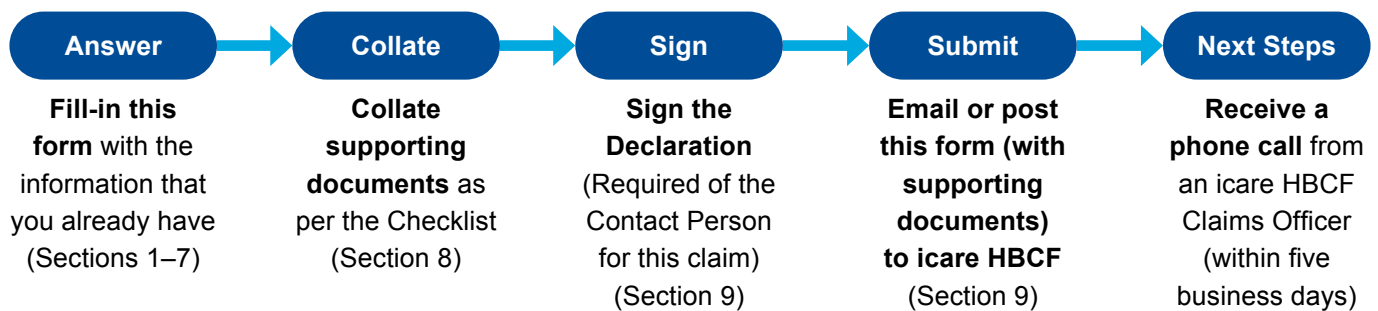 Answer
Collate
Sign
Submit
Next Steps
Fill-in this
form with the
information that
you already have
(Sections 1–7)
Collate
supporting
documents as
per the Checklist
(Section 8)
Sign the
Declaration
(Required of the
Contact Person
for this claim)
(Section 9)
Email or post
this form (with
supporting
documents)
to icare HBCF
(Section 9)
Receive a
phone call from
an icare HBCF
Claims Officer
(within five
business days)